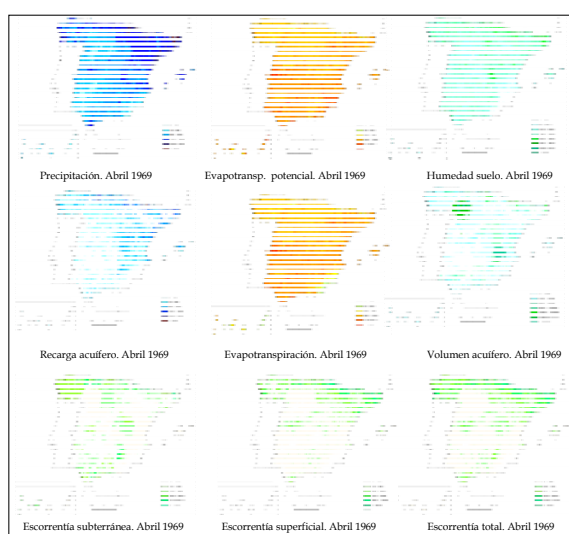 Precipitación. Abril 1969
Evapotransp. potencial. Abril 1969
Humedad suelo. Abril 1969
Recarga acuífero. Abril 1969
Evapotranspiración. Abril 1969
Volumen acuífero. Abril 1969
Escorrentía subterránea. Abril 1969
Escorrentía superficial. Abril 1969
Escorrentía total. Abril 1969